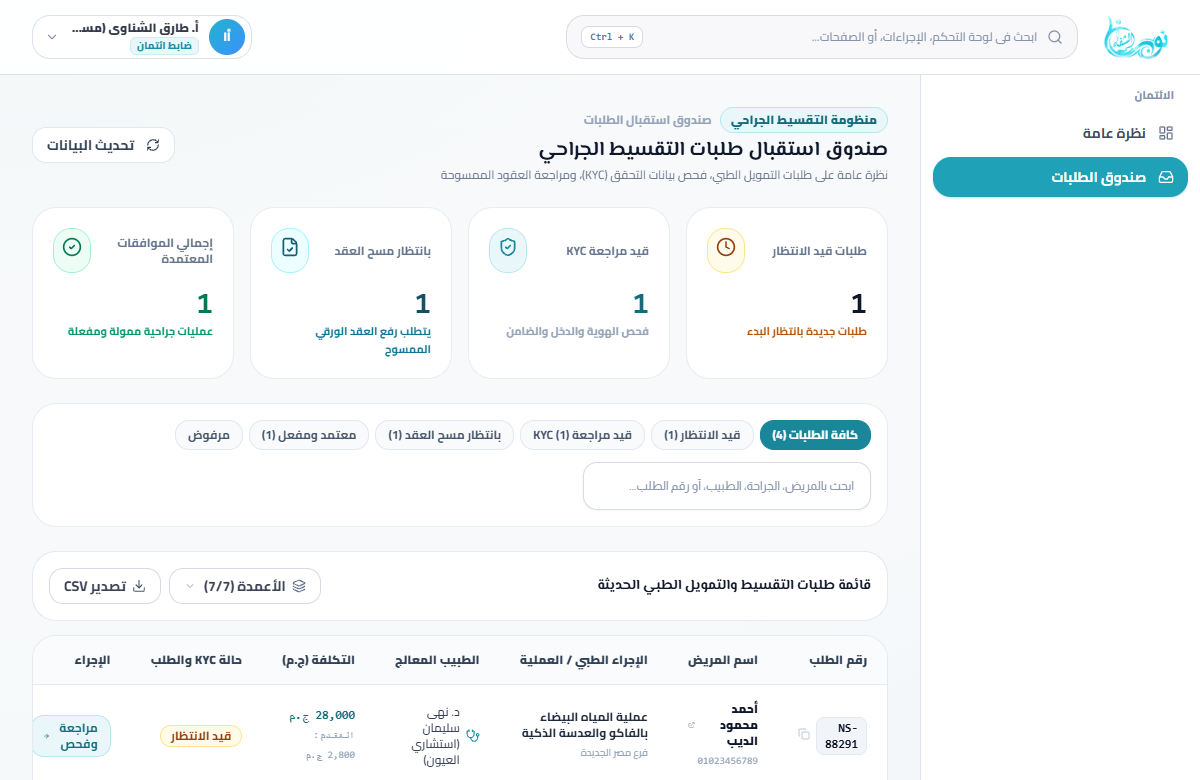 نور الشفاء
ابحث في لوحة التحكم، الإجراءات، أو الصفحات...
Ctrl + K
أ. طارق الشناوي (مس...
ضابط ائتمان
أا
الائتمان
نظرة عامة
صندوق الطلبات
منظومة التقسيط الجراحي
صندوق استقبال الطلبات
صندوق استقبال طلبات التقسيط الجراحي
نظرة عامة على طلبات التمويل الطبي، فحص بيانات التحقق (KYC)، ومراجعة العقود الممسوحة
تحديث البيانات
طلبات قيد الانتظار
1
طلبات جديدة بانتظار البدء
قيد مراجعة KYC
1
فحص الهوية والدخل والضامن
بانتظار مسح العقد
1
يتطلب رفع العقد الورقي
الممسوح
إجمالي الموافقات
المعتمدة
1
عمليات جراحية ممولة ومفعلة
كافة الطلبات (4)
قيد الانتظار (1)
قيد مراجعة KYC (1)
بانتظار مسح العقد (1)
معتمد ومفعل (1)
مرفوض
ابحث بالمريض، الجراحة، الطبيب، أو رقم الطلب...
قائمة طلبات التقسيط والتمويل الطبي الحديثة
الأعمدة (7/7)
تصدير CSV
رقم الطلب
اسم المريض
الإجراء الطبي / العملية
الطبيب المعالج
التكلفة (ج.م)
حالة KYC والطلب
الإجراء
NS-
88291
أحمد
محمود
الديب
01023456789
عملية المياه البيضاء
بالفاكو والعدسة الذكية
فرع مصر الجديدة
د. نهى
سليمان
(استشاري
العيون)
28,000 ج.م
المقدم:
2,800 ج.م
قيد الانتظار
مراجعة
وفحص